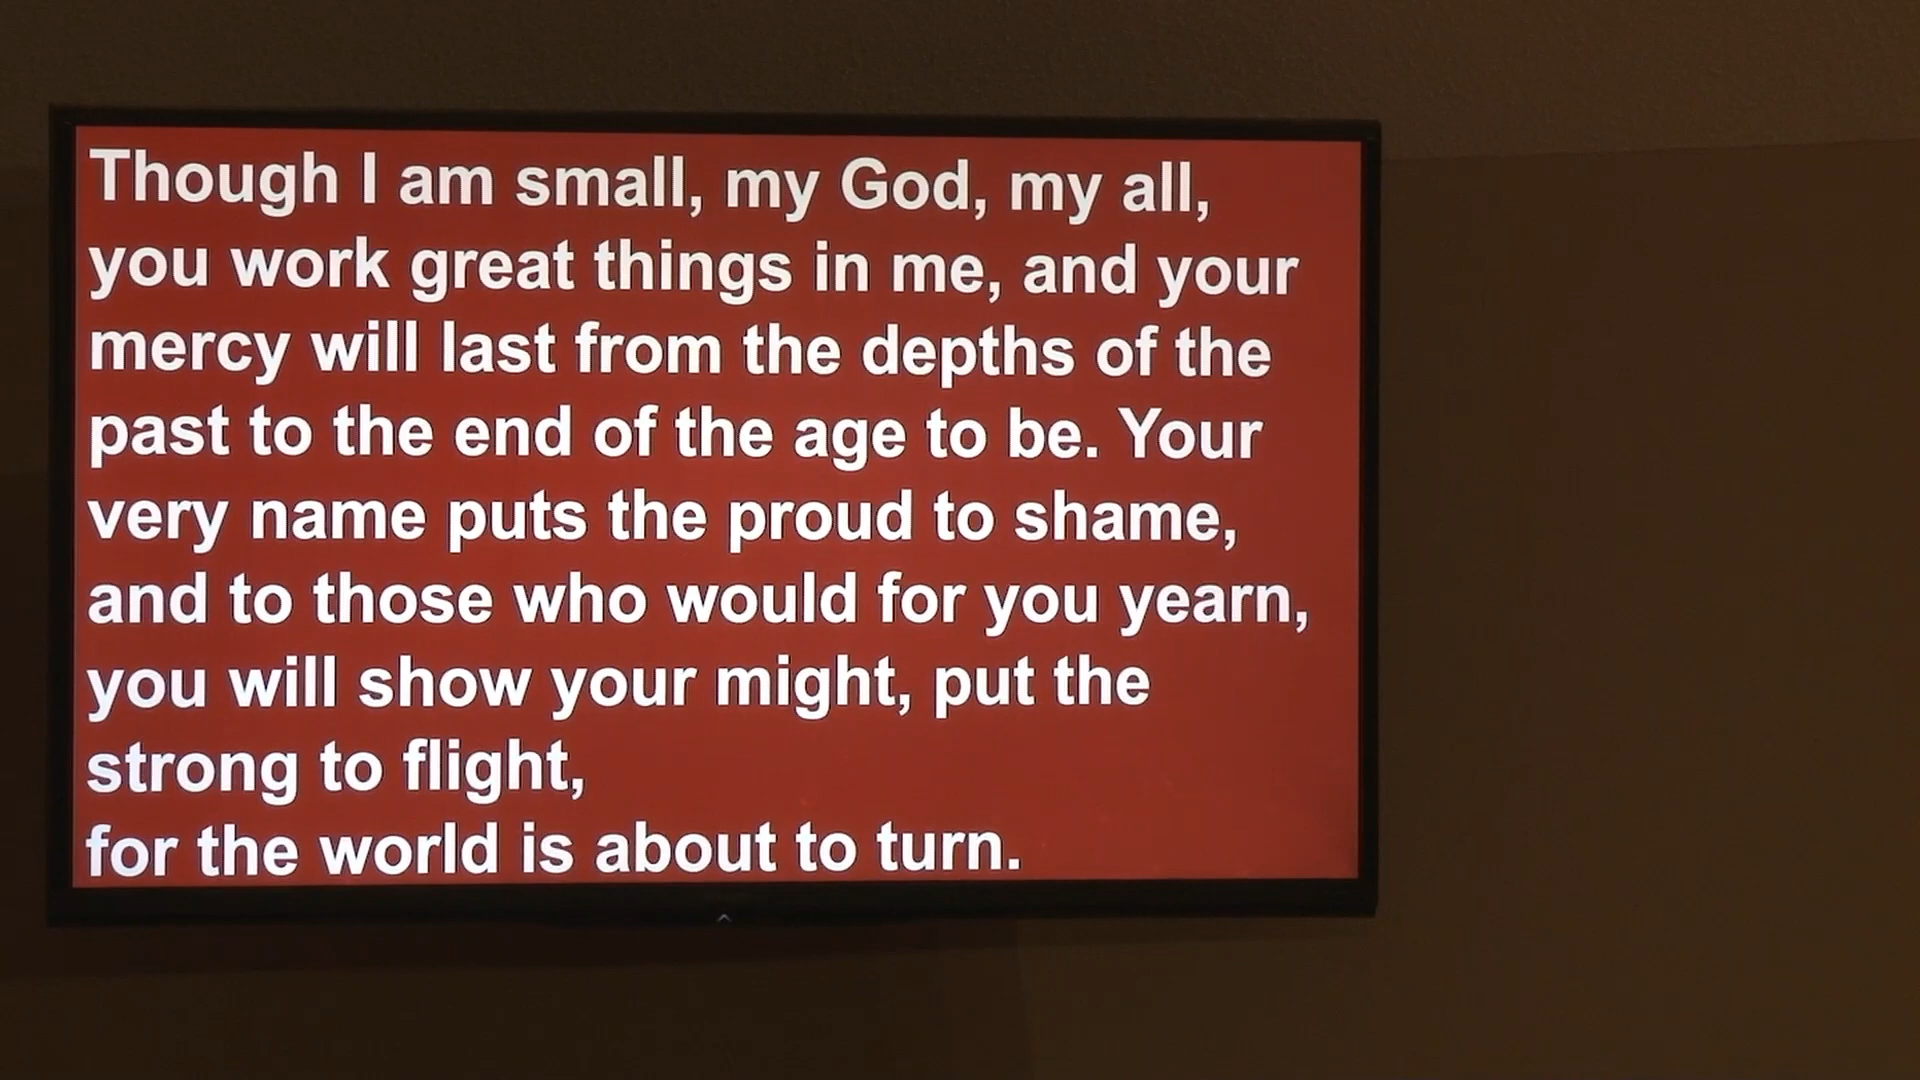 Though I am small, my God, my all,
you work great things in me, and your
mercy will last from the depths of the
past to the end of the age to be. Your
very name puts the proud to shame,
and to those who would for you yearn,
you will show your might, put the
strong to flight,
for the world is about to turn.